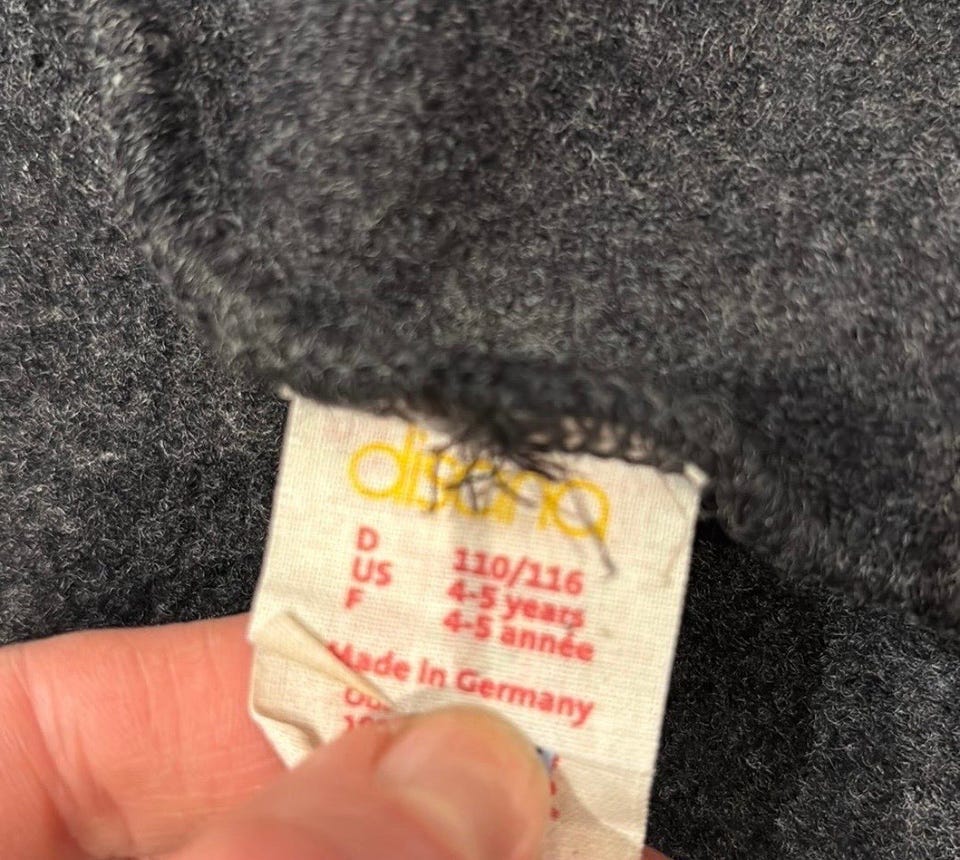 disana
D 110/116
US 4-5 years
F 4-5 année
Made in Germany